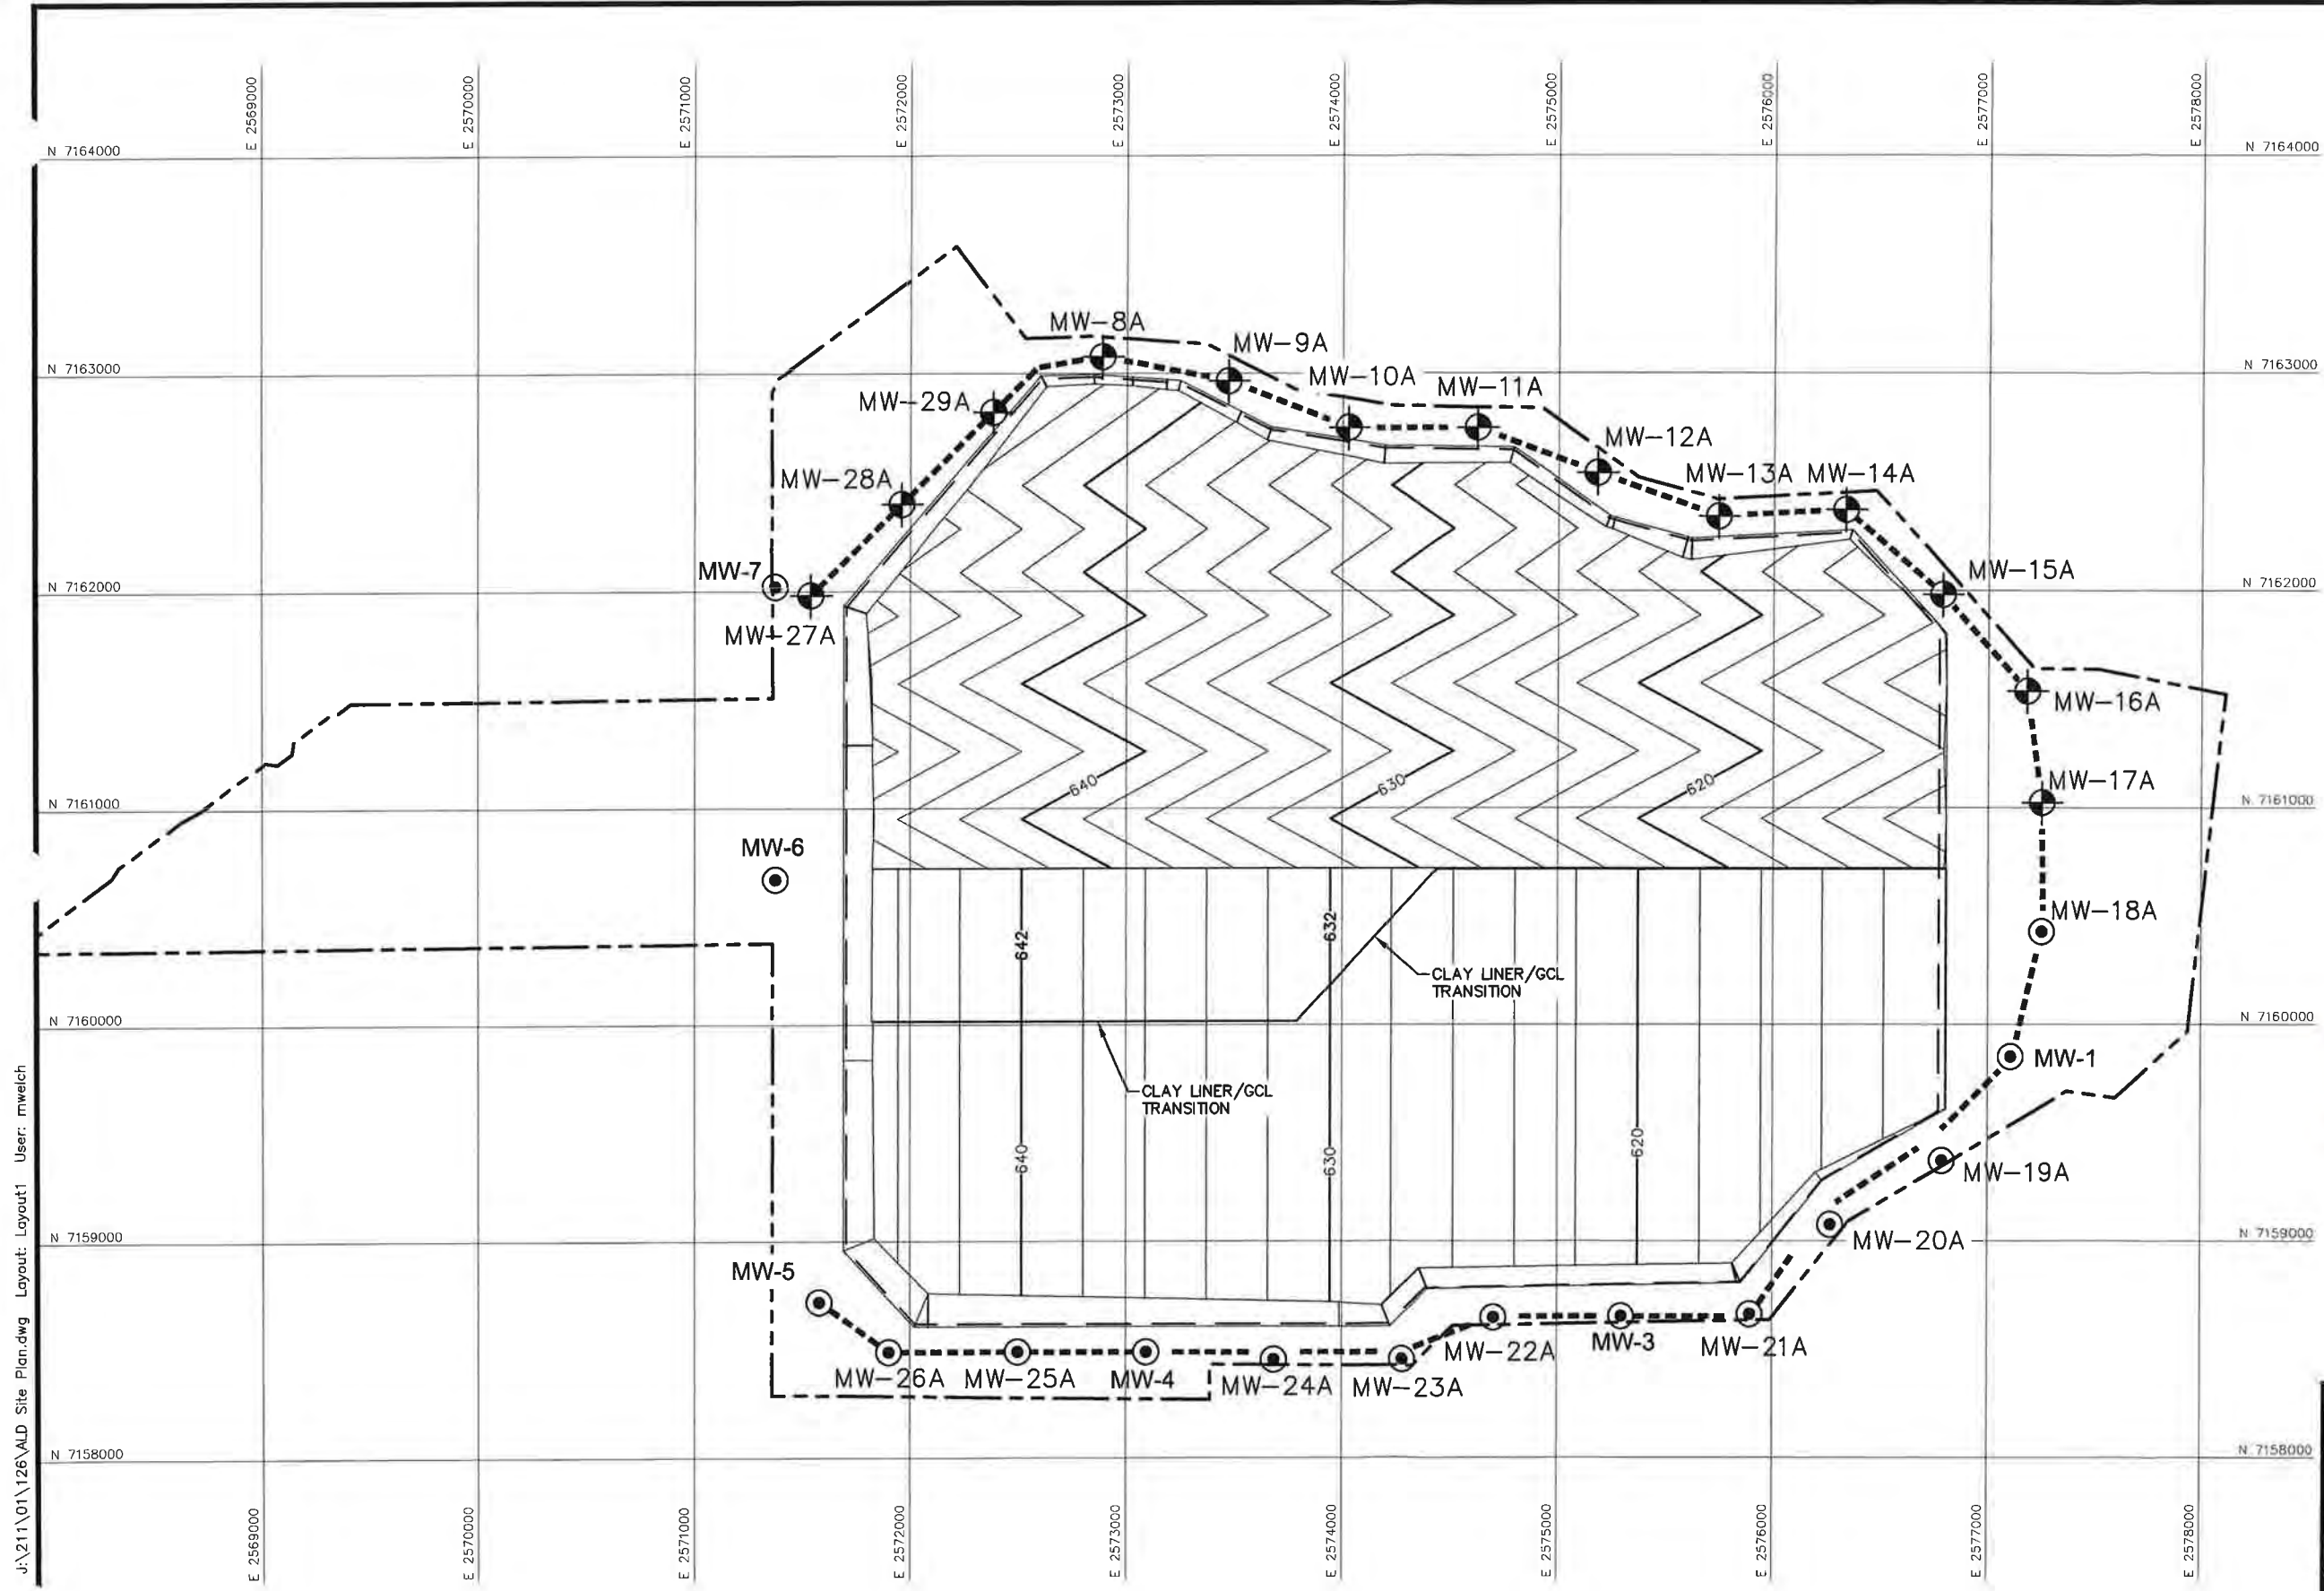 E 2569000
E 2570000
E 2571000
E 2572000
E 2573000
E 2574000
E 2575000
E 2576000
E 2577000
E 2578000
N 7164000
N 7164000
MW-8A
MW-9A
N 7163000
MW-10A
MW-11A
N 7163000
MW-29A
MW-12A
MW-28A
MW-13A
MW-14A
MW-7
MW-15A
N 7162000
N 7162000
MW-27A
MW-16A
640
630
620
MW-17A
N 7161000
N 7161000
MW-6
MW-18A
642
632
CLAY LINER/GCL
TRANSITION
N 7160000
N 7160000
MW-1
CLAY LINER/GCL
TRANSITION
640
630
620
MW-19A
N 7159000
MW-20A
N 7159000
MW-5
MW-22A
MW-3
MW-21A
MW-26A
MW-25A
MW-4
MW-24A
MW-23A
N 7158000
N 7158000
E 2569000
E 2570000
E 2571000
E 2572000
E 2573000
E 2574000
E 2575000
E 2576000
E 2577000
E 2578000
J:\211\01\126\ALD Site Plan.dwg Layout: Layout1 User: mwelch